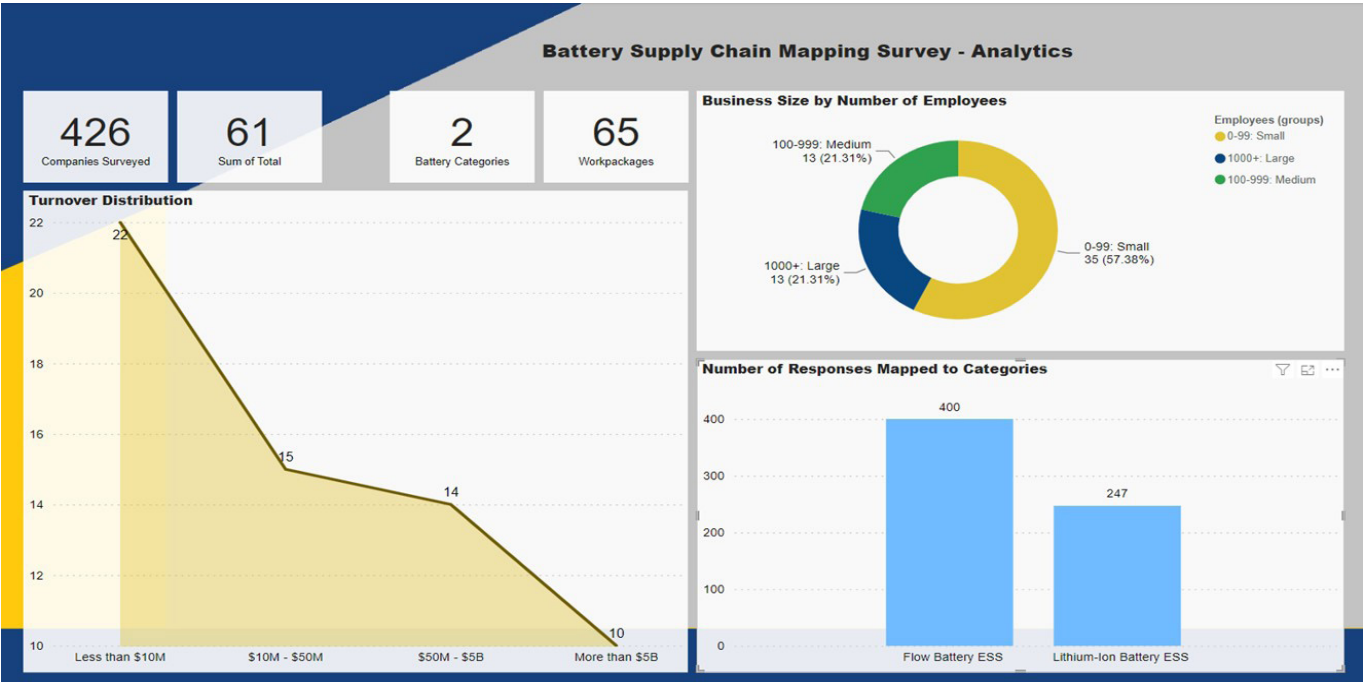 Battery Supply Chain Mapping Survey - Analytics
426
Companies Surveyed
61
Sum of Total
2
Battery Categories
65
Workpackages
Turnover Distribution
22
20
18
16
14
12
10
22
15
14
10
Less than $10M
$10M - $50M
$50M - $5B
More than $5B
Business Size by Number of Employees
100-999: Medium
13 (21.31%)
1000+: Large
13 (21.31%)
0-99: Small
35 (57.38%)
Employees (groups)
0-99: Small
1000+: Large
100-999: Medium
Number of Responses Mapped to Categories
400
300
200
100
0
400
247
Flow Battery ESS
Lithium-Ion Battery ESS